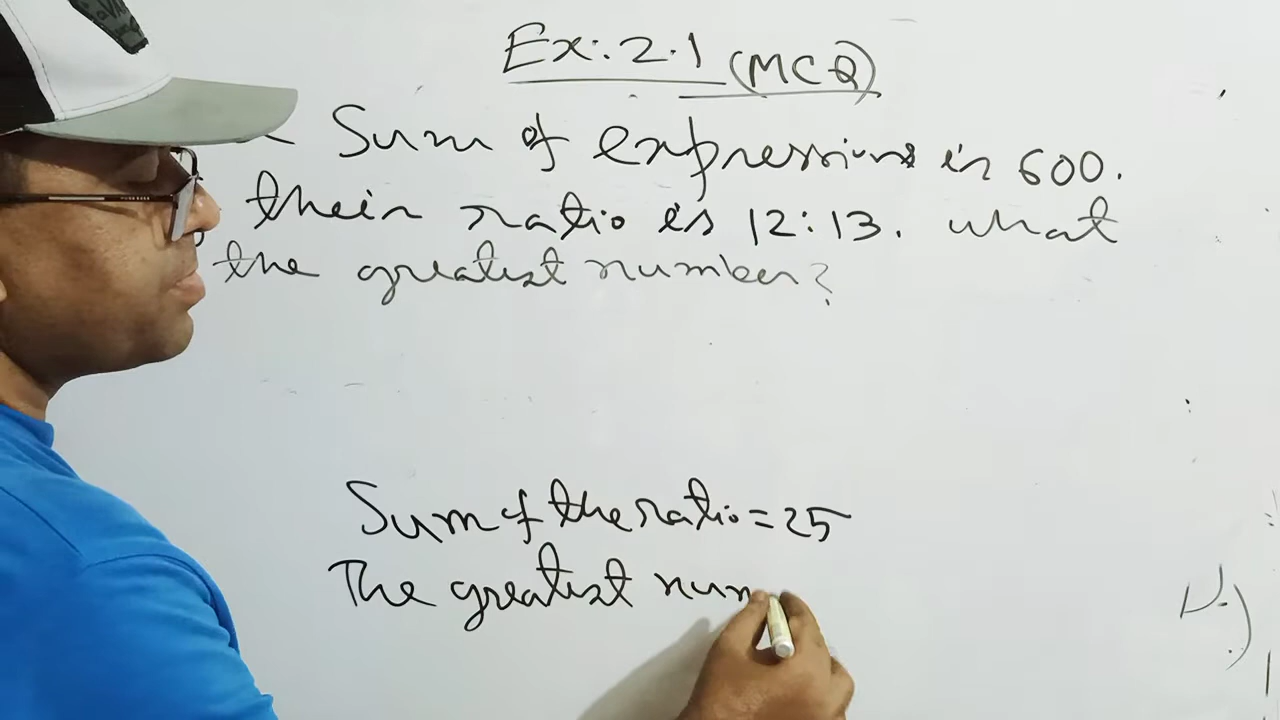 Ex:. 2.1 (MCQ)
Sum of expressions is 600.
their ratio is 12:13. what
the greatest number?
Sum of the ratio = 25
The greatest num